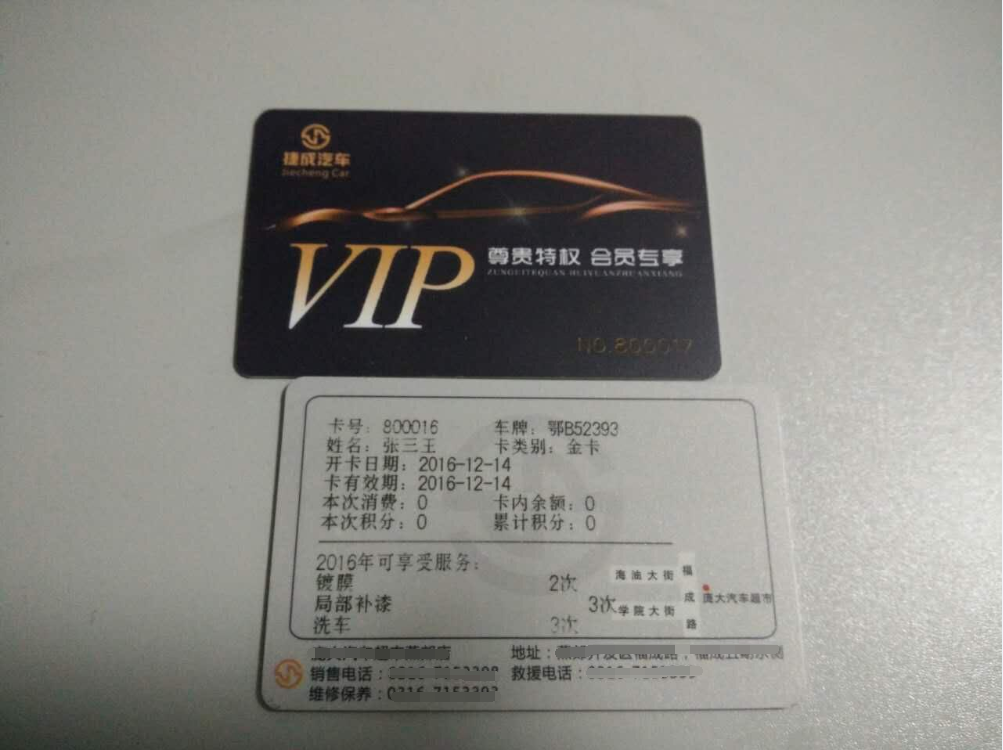 捷成汽车
Jiecheng Car
VIP
尊贵特权 会员专享
ZUNGUITEQUAN HUIYUANZHUANXIANG
NO.800017
卡号：800016 车牌：鄂B52393
姓名：张三王 卡类别：金卡
开卡日期：2016-12-14
卡有效期：2016-12-14
本次消费：0 卡内余额：0
本次积分：0 累计积分：0
2016年可享受服务：
镀膜 2次
局部补漆 3次
洗车 3次
海油大街
福成路
庞大汽车超市
学院大街
地址：
销售电话： 救援电话：
维修保养：